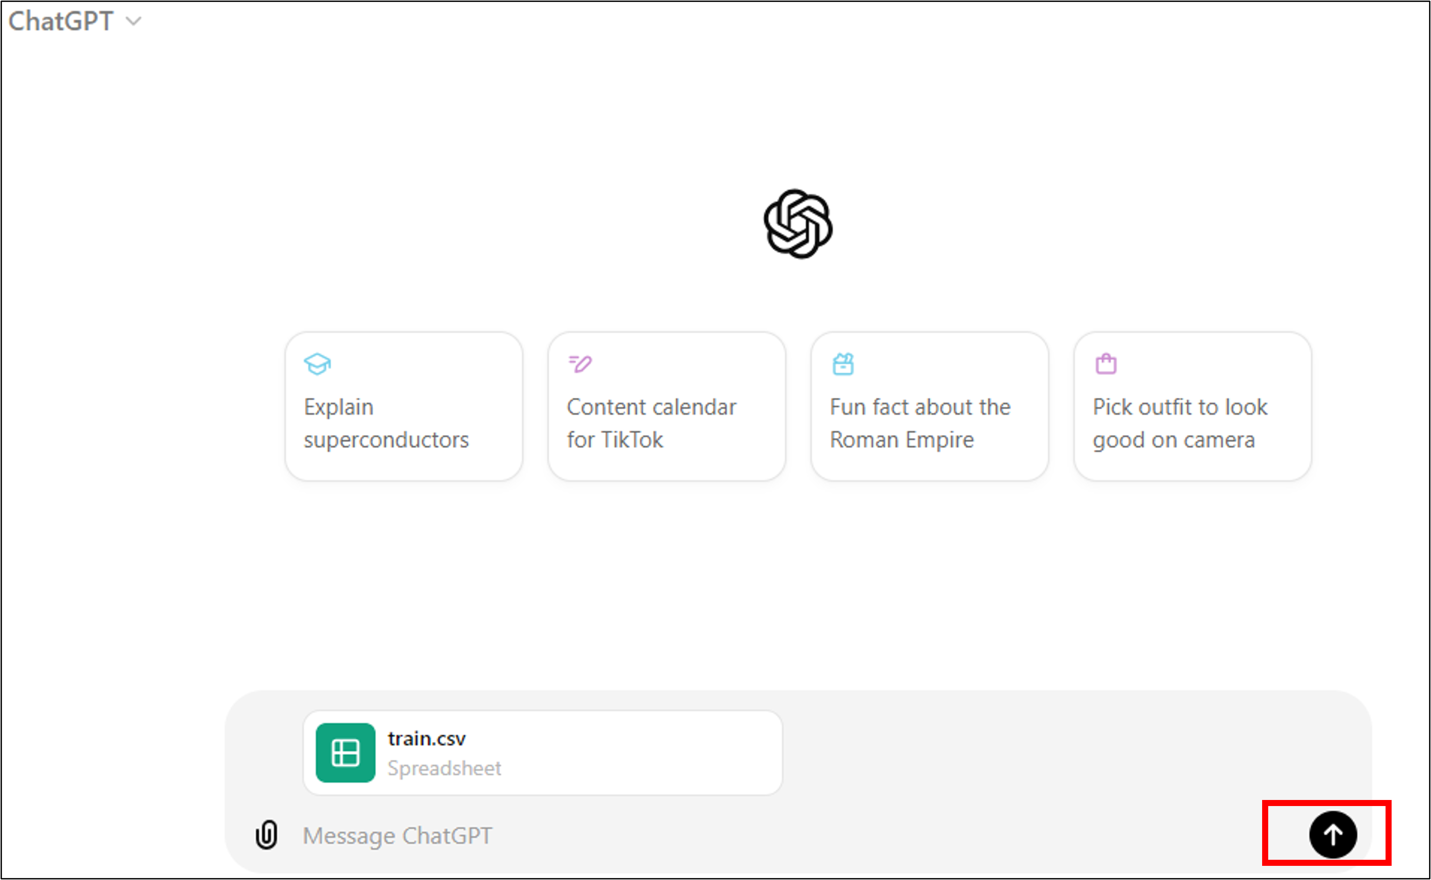 ChatGPT
Explain
superconductors
Content calendar
for TikTok
Fun fact about the
Roman Empire
Pick outfit to look
good on camera
train.csv
Spreadsheet
Message ChatGPT